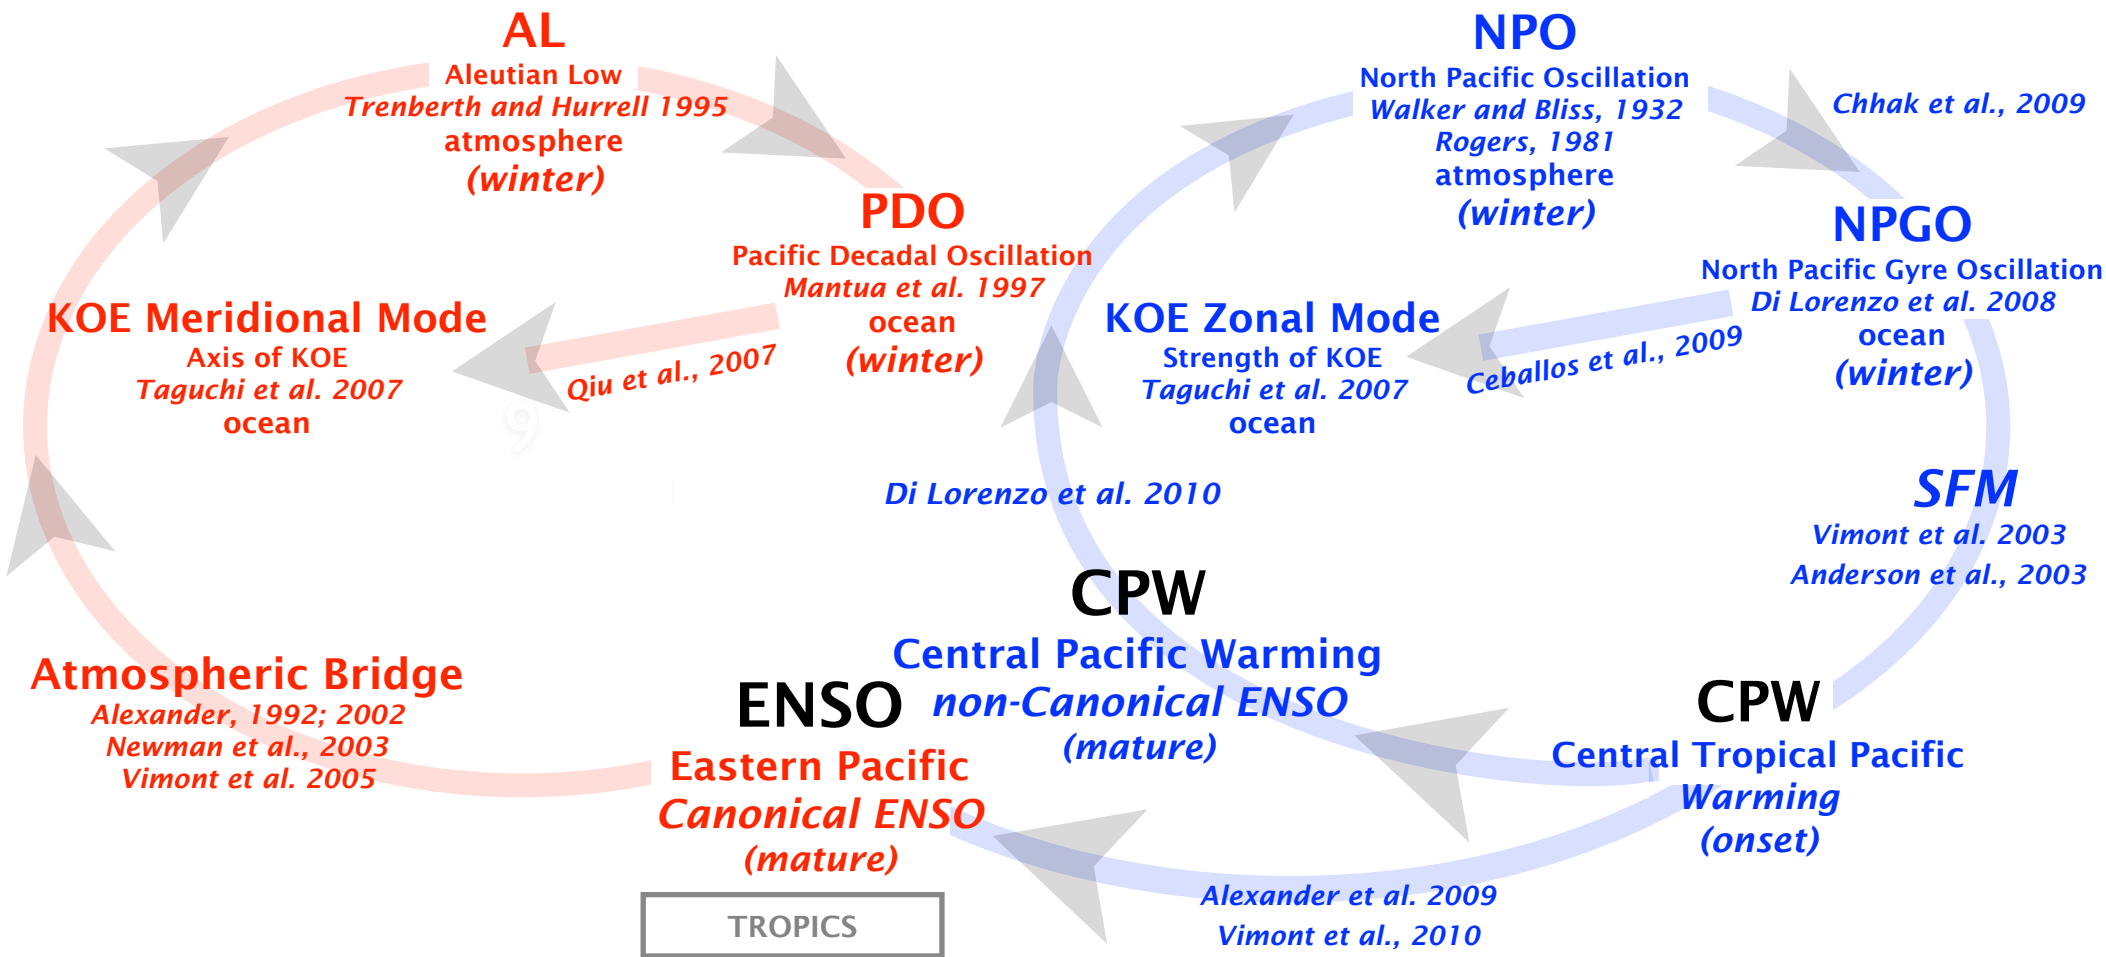 AL
Aleutian Low
Trenberth and Hurrell 1995
atmosphere
(winter)
PDO
Pacific Decadal Oscillation
Mantua et al. 1997
ocean
(winter)
Qiu et al., 2007
KOE Meridional Mode
Axis of KOE
Taguchi et al. 2007
ocean
9
Atmospheric Bridge
Alexander, 1992; 2002
Newman et al., 2003
Vimont et al. 2005
ENSO
Eastern Pacific
Canonical ENSO
(mature)
TROPICS
NPO
North Pacific Oscillation
Walker and Bliss, 1932
Rogers, 1981
atmosphere
(winter)
Chhak et al., 2009
NPGO
North Pacific Gyre Oscillation
Di Lorenzo et al. 2008
ocean
(winter)
Ceballos et al., 2009
KOE Zonal Mode
Strength of KOE
Taguchi et al. 2007
ocean
Di Lorenzo et al. 2010
SFM
Vimont et al. 2003
Anderson et al., 2003
CPW
Central Pacific Warming
non-Canonical ENSO
(mature)
CPW
Central Tropical Pacific
Warming
(onset)
Alexander et al. 2009
Vimont et al., 2010